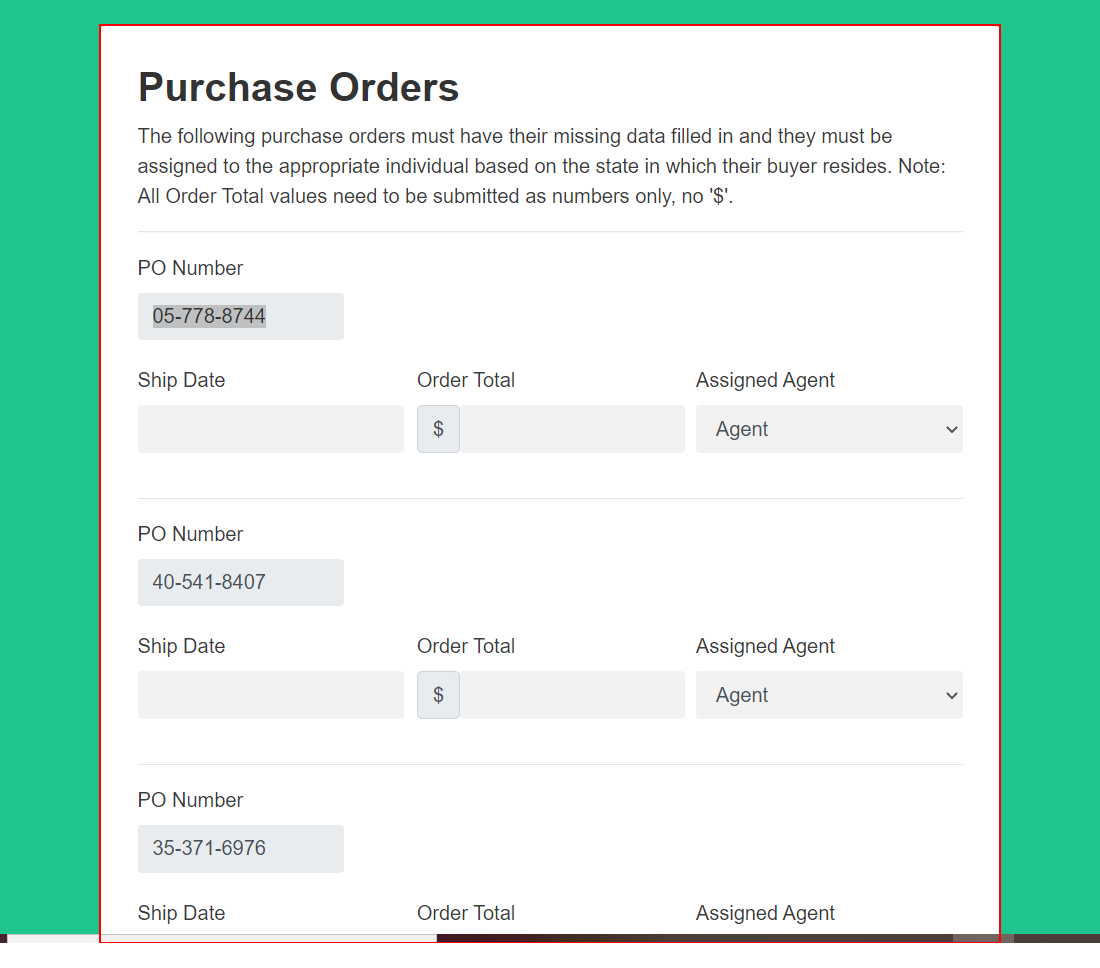 Purchase Orders
The following purchase orders must have their missing data filled in and they must be
assigned to the appropriate individual based on the state in which their buyer resides. Note:
All Order Total values need to be submitted as numbers only, no '$'.
PO Number
05-778-8744
Ship Date Order Total Assigned Agent
$ Agent
PO Number
40-541-8407
Ship Date Order Total Assigned Agent
$ Agent
PO Number
35-371-6976
Ship Date Order Total Assigned Agent